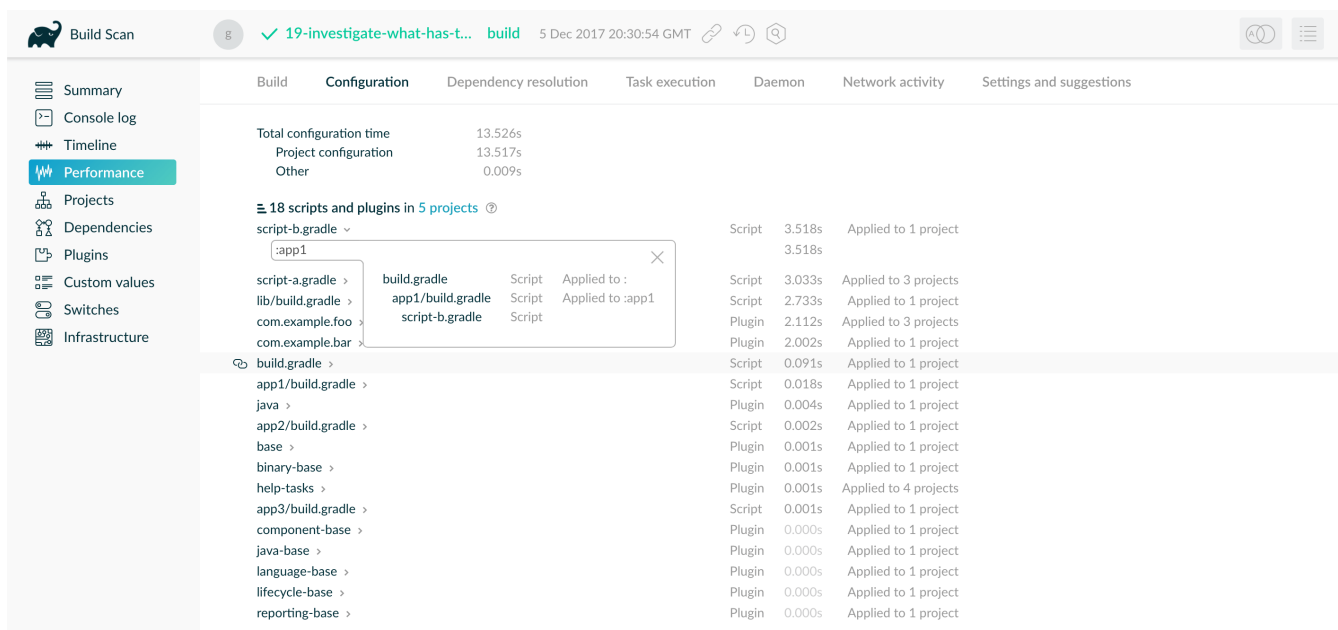 Build Scan
g 19-investigate-what-has-t... build 5 Dec 2017 20:30:54 GMT
Summary
Console log
Timeline
Performance
Projects
Dependencies
Plugins
Custom values
Switches
Infrastructure
Build Configuration Dependency resolution Task execution Daemon Network activity Settings and suggestions
Total configuration time 13.526s
Project configuration 13.517s
Other 0.009s
18 scripts and plugins in 5 projects ?
script-b.gradle Script 3.518s Applied to 1 project
:app1 3.518s
build.gradle Script Applied to :
app1/build.gradle Script Applied to :app1
script-b.gradle Script
script-a.gradle Script 3.033s Applied to 3 projects
lib/build.gradle Script 2.733s Applied to 1 project
com.example.foo Plugin 2.112s Applied to 3 projects
com.example.bar Plugin 2.002s Applied to 1 project
build.gradle Script 0.091s Applied to 1 project
app1/build.gradle Script 0.018s Applied to 1 project
java Plugin 0.004s Applied to 1 project
app2/build.gradle Script 0.002s Applied to 1 project
base Plugin 0.001s Applied to 1 project
binary-base Plugin 0.001s Applied to 1 project
help-tasks Plugin 0.001s Applied to 4 projects
app3/build.gradle Script 0.001s Applied to 1 project
component-base Plugin 0.000s Applied to 1 project
java-base Plugin 0.000s Applied to 1 project
language-base Plugin 0.000s Applied to 1 project
lifecycle-base Plugin 0.000s Applied to 1 project
reporting-base Plugin 0.000s Applied to 1 project